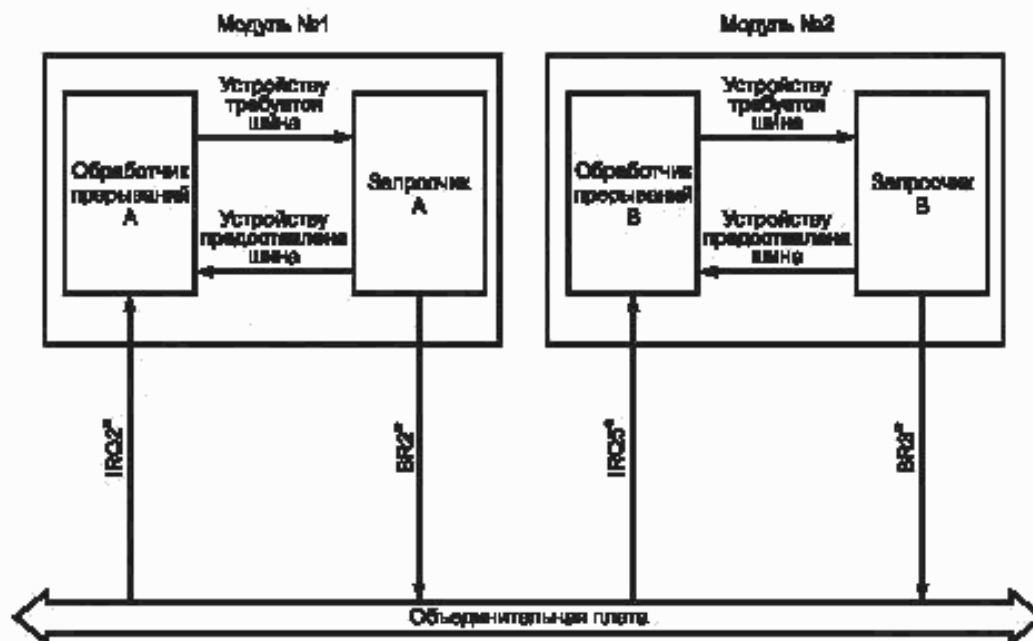 Модуль №1
Модуль №2
Устройству
требуется
шина
Обработчик
прерываний
A
Запросчик
A
Устройству
предоставлена
шина
Устройству
требуется
шина
Обработчик
прерываний
B
Запросчик
B
Устройству
предоставлена
шина
IRQ2*
BR2*
IRQ5*
BR3*
Объединительная плата